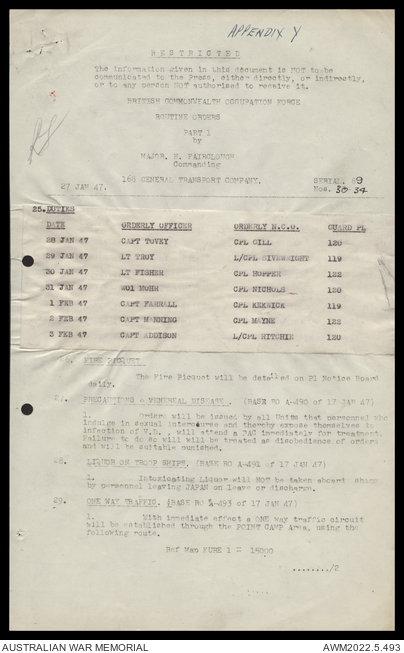 APPENDIX Y
RESTRICTED
The information given in this document is NOT to be
communicated to the Press, either directly, or indirectly,
or to any person NOT authorised to receive it.
BRITISH COMMONWEALTH OCCUPATION FORCE
ROUTINE ORDERS
PART 1
by
MAJOR. N. FAIRCLOUGH
Commanding
168 GENERAL TRANSPORT COMPANY.
SERIAL. 89
27 JAN 47.
Nos. 30 34
25. DUTIES
DATE ORDERLY OFFICER ORDERLY N.C.O. GUARD PL
28 JAN 47 CAPT TOVEY CPL GILL 120
29 JAN 47 LT TROY L/CPL SIVEWRIGHT 119
30 JAN 47 LT FISHER CPL HOPPER 122
31 JAN 47 WO1 MOHR CPL NICHOLS 120
1 FEB 47 CAPT FARRALL CPL KERWICK 119
2 FEB 47 CAPT MANNING CPL MAYNE 122
3 FEB 47 CAPT ADDISON L/CPL RITCHIE 120
FIRE PICQUET
The Fire Picquet will be detailed on Pl Notice Board
daily.
PRECAUTIONS VENEREAL DISEASE. (BASE RO A-490 of 17 JAN 47)
1. Orders will be issued by all Units that personnel who
indulge in sexual intercourse and thereby expose themselves to
infection of V.D., will attend a PAC immediately for treatment.
Failure to do so will will be treated as disobedience of orders
and will be suitable punished.
28. LIQUOR ON TROOP SHIPS. (BASE RO A-491 of 17 JAN 47)
1. Intoxicating Liquor will NOT be taken aboard ships
by personnel leaving JAPAN on leave or discharge.
29. ONE WAY TRAFFIC. (BASE RO A-493 of 17 JAN 47)
1. With immediate effect a ONE way traffic circuit
will be established through the POINT CAMP Area, using the
following route.
Ref Map KURE 1 = 15000
......../2
AUSTRALIAN WAR MEMORIAL
AWM2022.5.493